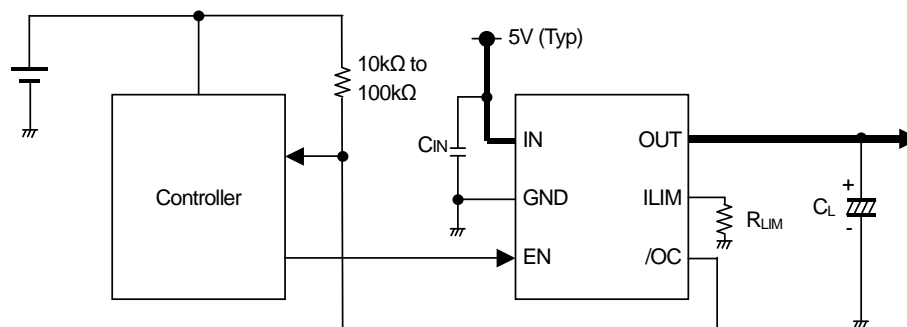 5V (Typ)
10kΩ to
100kΩ
CIN
IN
OUT
Controller
GND
ILIM
RLIM
+
CL
-
EN
/OC